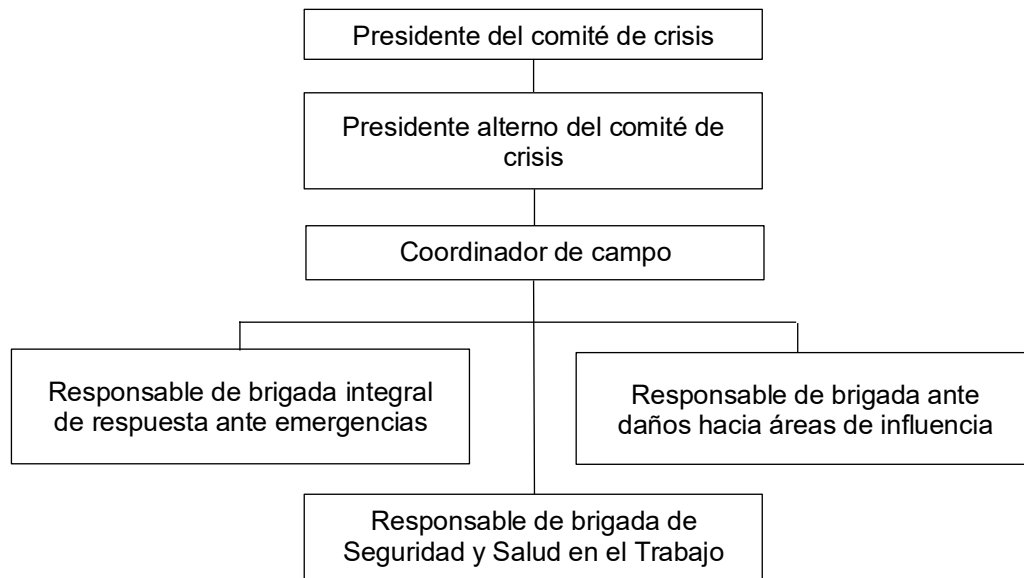 Presidente del comité de crisis
Presidente alterno del comité de
crisis
Coordinador de campo
Responsable de brigada integral
de respuesta ante emergencias
Responsable de brigada ante
daños hacia áreas de influencia
Responsable de brigada de
Seguridad y Salud en el Trabajo